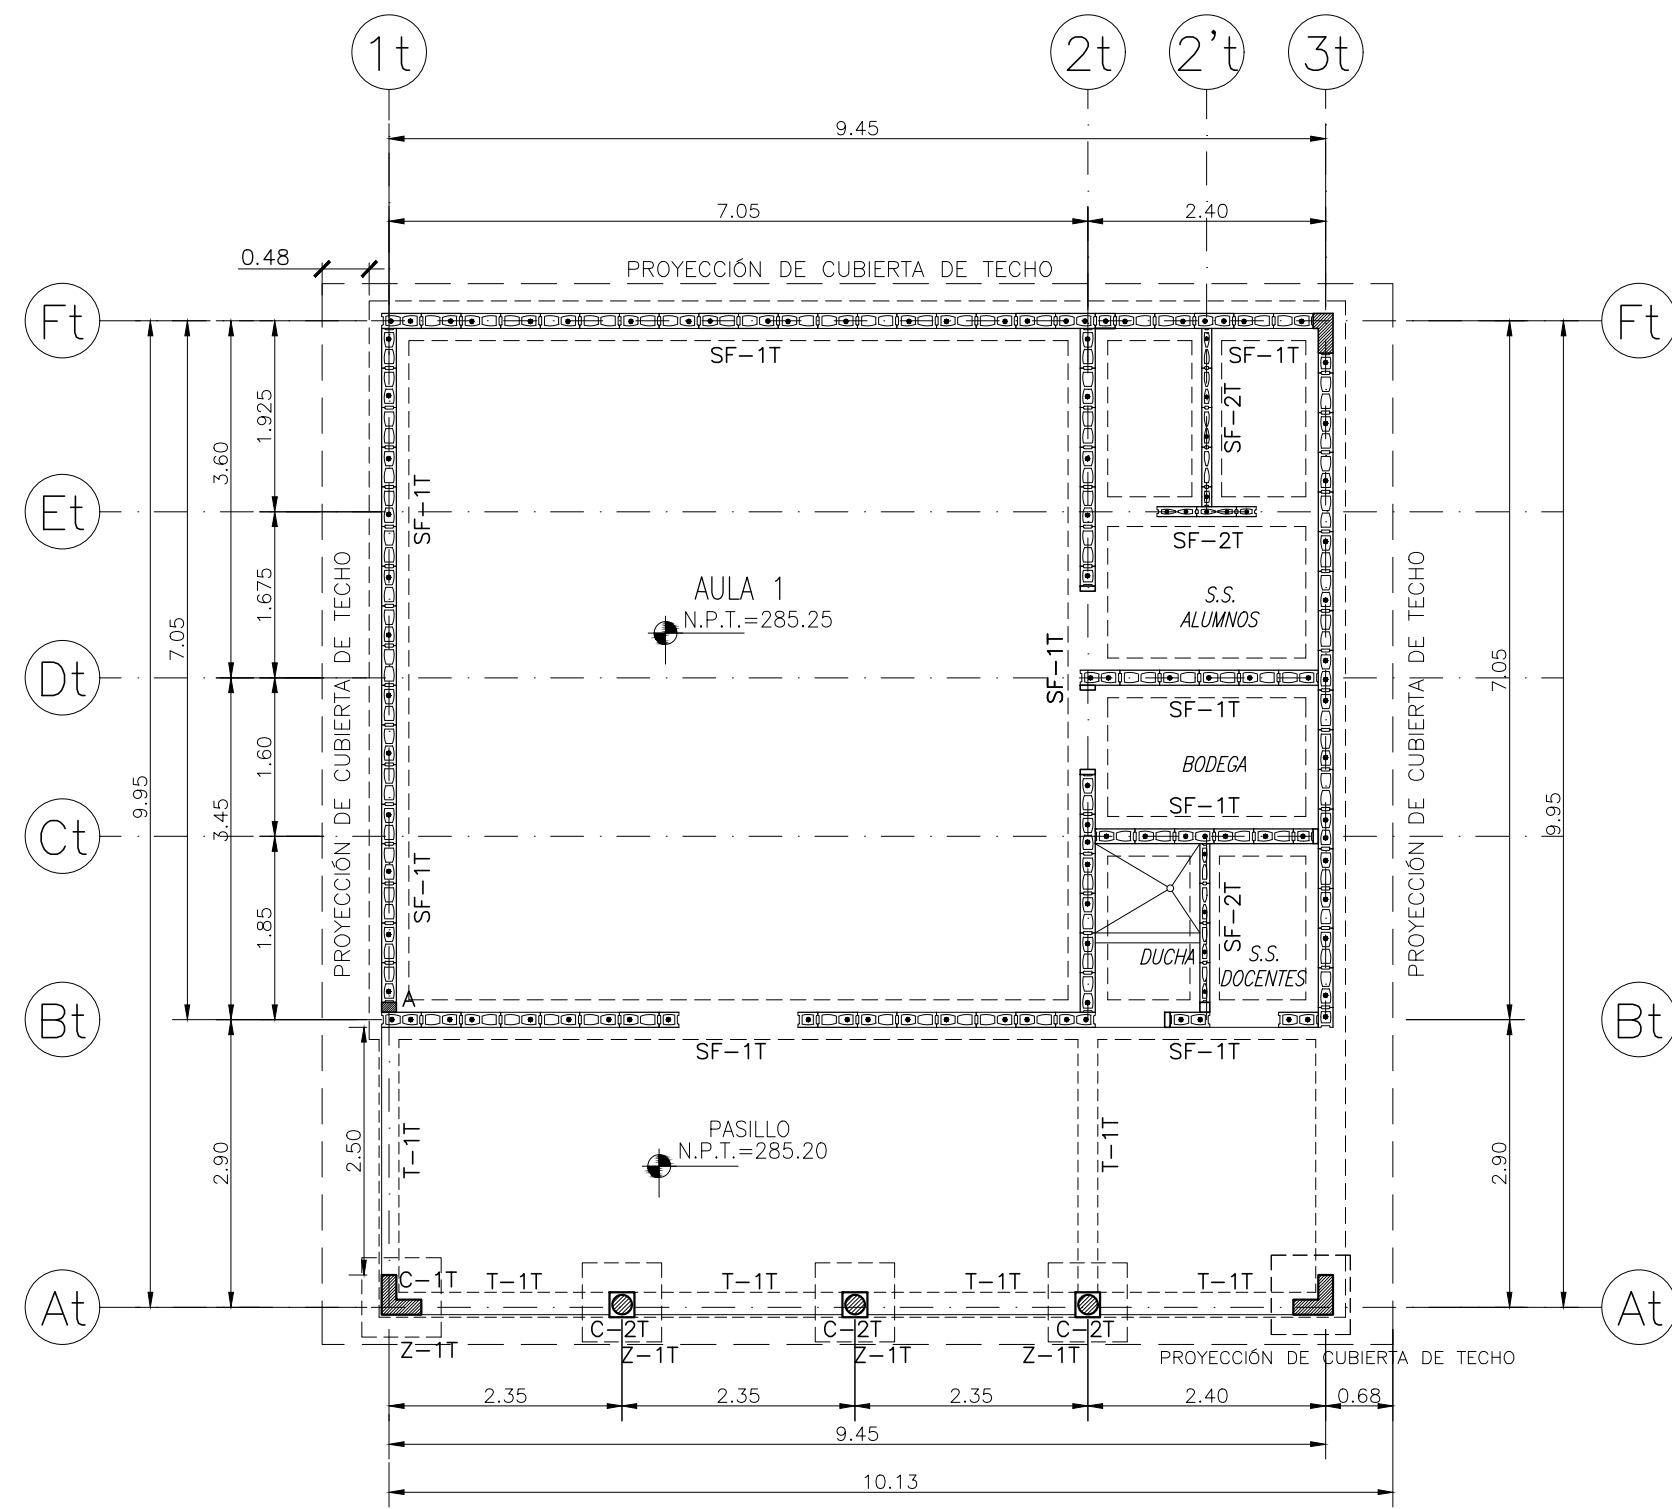 1t
2t
2't
3t
9.45
7.05
2.40
0.48
PROYECCIÓN DE CUBIERTA DE TECHO
Ft
Ft
SF-1T
SF-1T
1.925
3.60
SF-2T
SF-1T
Et
SF-2T
PROYECCIÓN DE CUBIERTA DE TECHO
PROYECCIÓN DE CUBIERTA DE TECHO
AULA 1
N.P.T.=285.25
S.S.
ALUMNOS
1.675
7.05
7.05
SF-1T
Dt
SF-1T
1.60
BODEGA
9.95
3.45
SF-1T
9.95
Ct
SF-1T
1.85
SF-2T
DUCHA
S.S.
DOCENTES
A
Bt
Bt
SF-1T
SF-1T
PASILLO
N.P.T.=285.20
T-1T
T-1T
2.50
2.90
2.90
C-1T
T-1T
T-1T
T-1T
T-1T
At
At
C-2T
C-2T
C-2T
Z-1T
Z-1T
Z-1T
Z-1T
PROYECCIÓN DE CUBIERTA DE TECHO
2.35
2.35
2.35
2.40
0.68
9.45
10.13